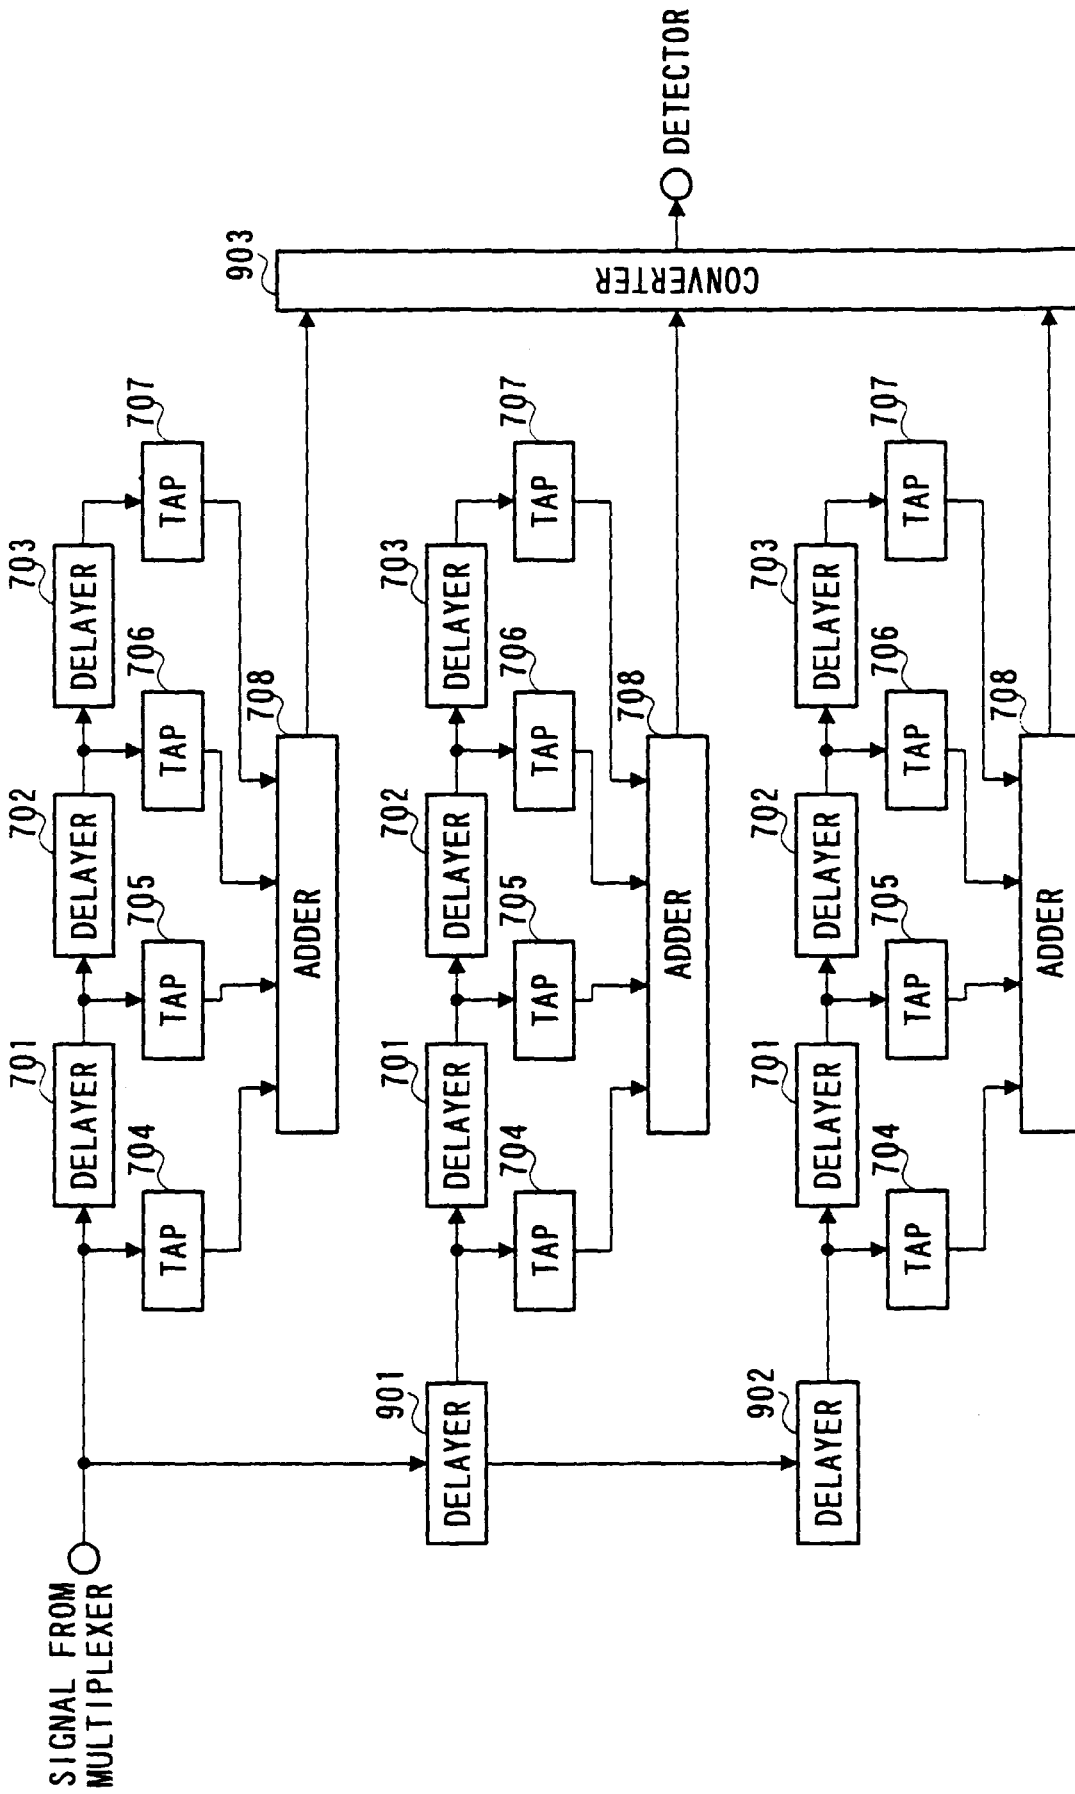 SIGNAL FROM
MULTIPLEXER
701
DELAYER
702
DELAYER
703
DELAYER
704
TAP
705
TAP
706
TAP
707
TAP
708
ADDER
901
DELAYER
701
DELAYER
702
DELAYER
703
DELAYER
704
TAP
705
TAP
706
TAP
707
TAP
708
ADDER
902
DELAYER
701
DELAYER
702
DELAYER
703
DELAYER
704
TAP
705
TAP
706
TAP
707
TAP
708
ADDER
903
CONVERTER
DETECTOR